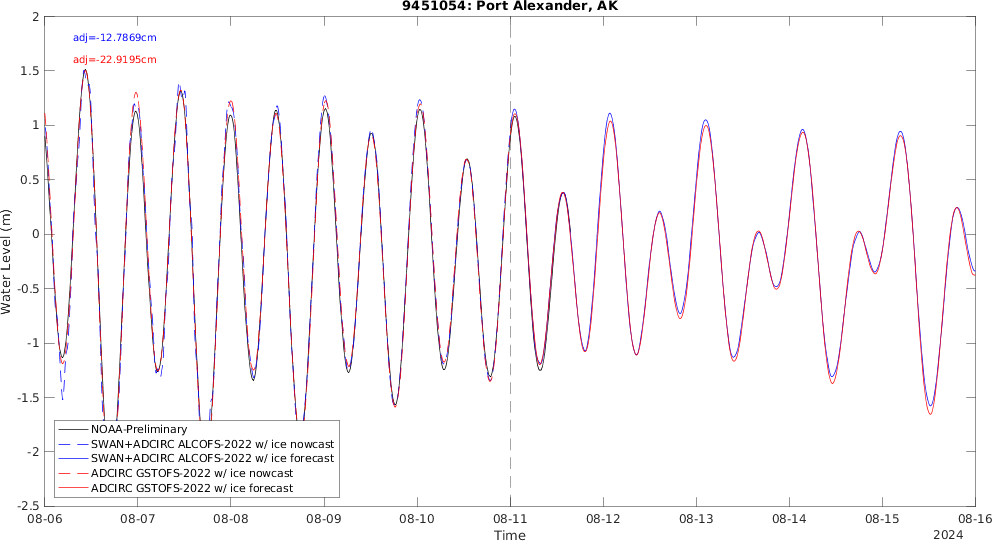 9451054: Port Alexander, AK
adj=-12.7869cm
adj=-22.9195cm
Water Level (m)
2
1.5
1
0.5
0
-0.5
-1
-1.5
-2
-2.5
NOAA-Preliminary
SWAN+ADCIRC ALCOFS-2022 w/ ice nowcast
SWAN+ADCIRC ALCOFS-2022 w/ ice forecast
ADCIRC GSTOFS-2022 w/ ice nowcast
ADCIRC GSTOFS-2022 w/ ice forecast
08-06 08-07 08-08 08-09 08-10 08-11 08-12 08-13 08-14 08-15 08-16
Time
2024